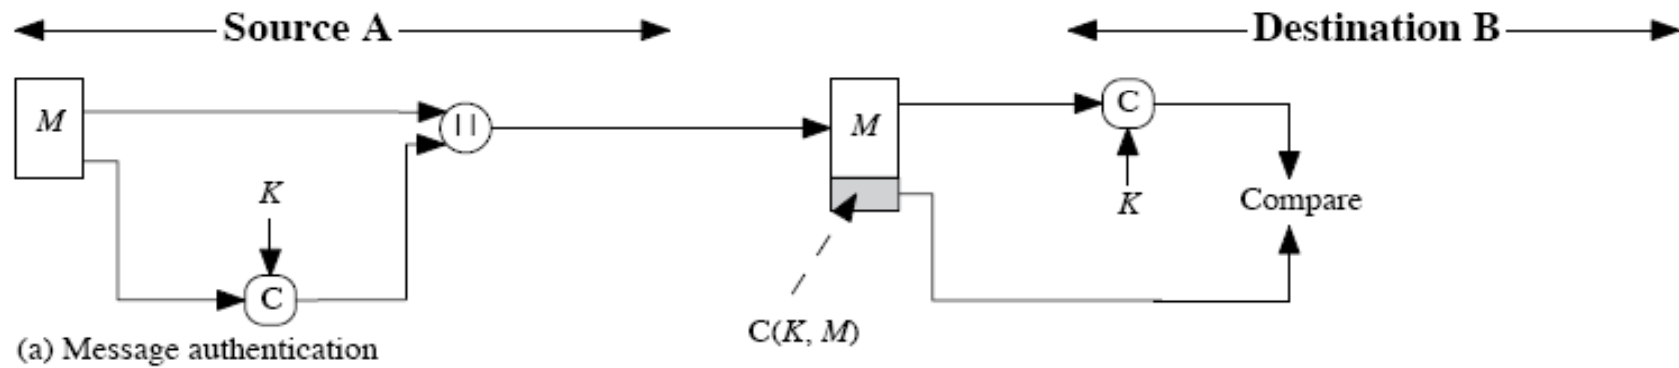 Source A
Destination B
M
||
M
C
K
K
Compare
C
C(K, M)
(a) Message authentication